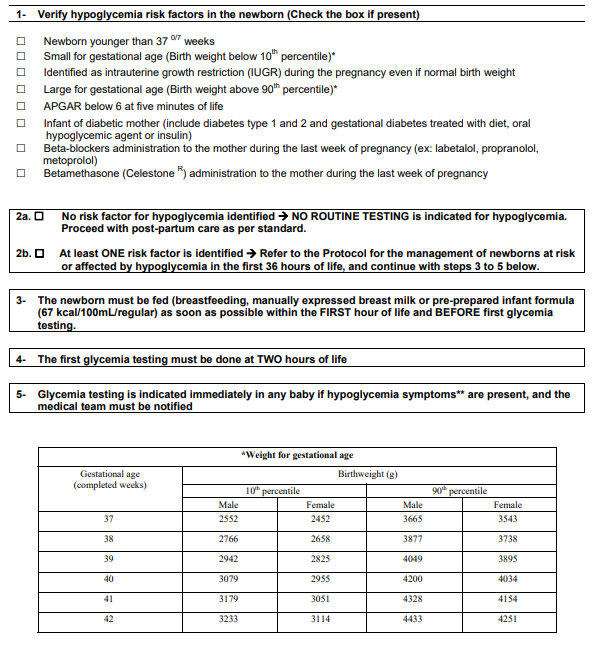 1- Verify hypoglycemia risk factors in the newborn (Check the box if present)
☐ Newborn younger than 37 0/7 weeks
☐ Small for gestational age (Birth weight below 10th percentile)*
☐ Identified as intrauterine growth restriction (IUGR) during the pregnancy even if normal birth weight
☐ Large for gestational age (Birth weight above 90th percentile)*
☐ APGAR below 6 at five minutes of life
☐ Infant of diabetic mother (include diabetes type 1 and 2 and gestational diabetes treated with diet, oral
hypoglycemic agent or insulin)
☐ Beta-blockers administration to the mother during the last week of pregnancy (ex: labetalol, propranolol,
metoprolol)
☐ Betamethasone (Celestone R) administration to the mother during the last week of pregnancy
2a. ☐ No risk factor for hypoglycemia identified → NO ROUTINE TESTING is indicated for hypoglycemia.
Proceed with post-partum care as per standard.
2b. ☐ At least ONE risk factor is identified → Refer to the Protocol for the management of newborns at risk
or affected by hypoglycemia in the first 36 hours of life, and continue with steps 3 to 5 below.
3- The newborn must be fed (breastfeeding, manually expressed breast milk or pre-prepared infant formula
(67 kcal/100mL/regular) as soon as possible within the FIRST hour of life and BEFORE first glycemia
testing.
4- The first glycemia testing must be done at TWO hours of life
5- Glycemia testing is indicated immediately in any baby if hypoglycemia symptoms** are present, and the
medical team must be notified
*Weight for gestational age
Gestational age Birthweight (g)
(completed weeks)
10th percentile 90th percentile
Male Female Male Female
37 2552 2452 3665 3543
38 2766 2658 3877 3738
39 2942 2825 4049 3895
40 3079 2955 4200 4034
41 3179 3051 4328 4154
42 3233 3114 4433 4251